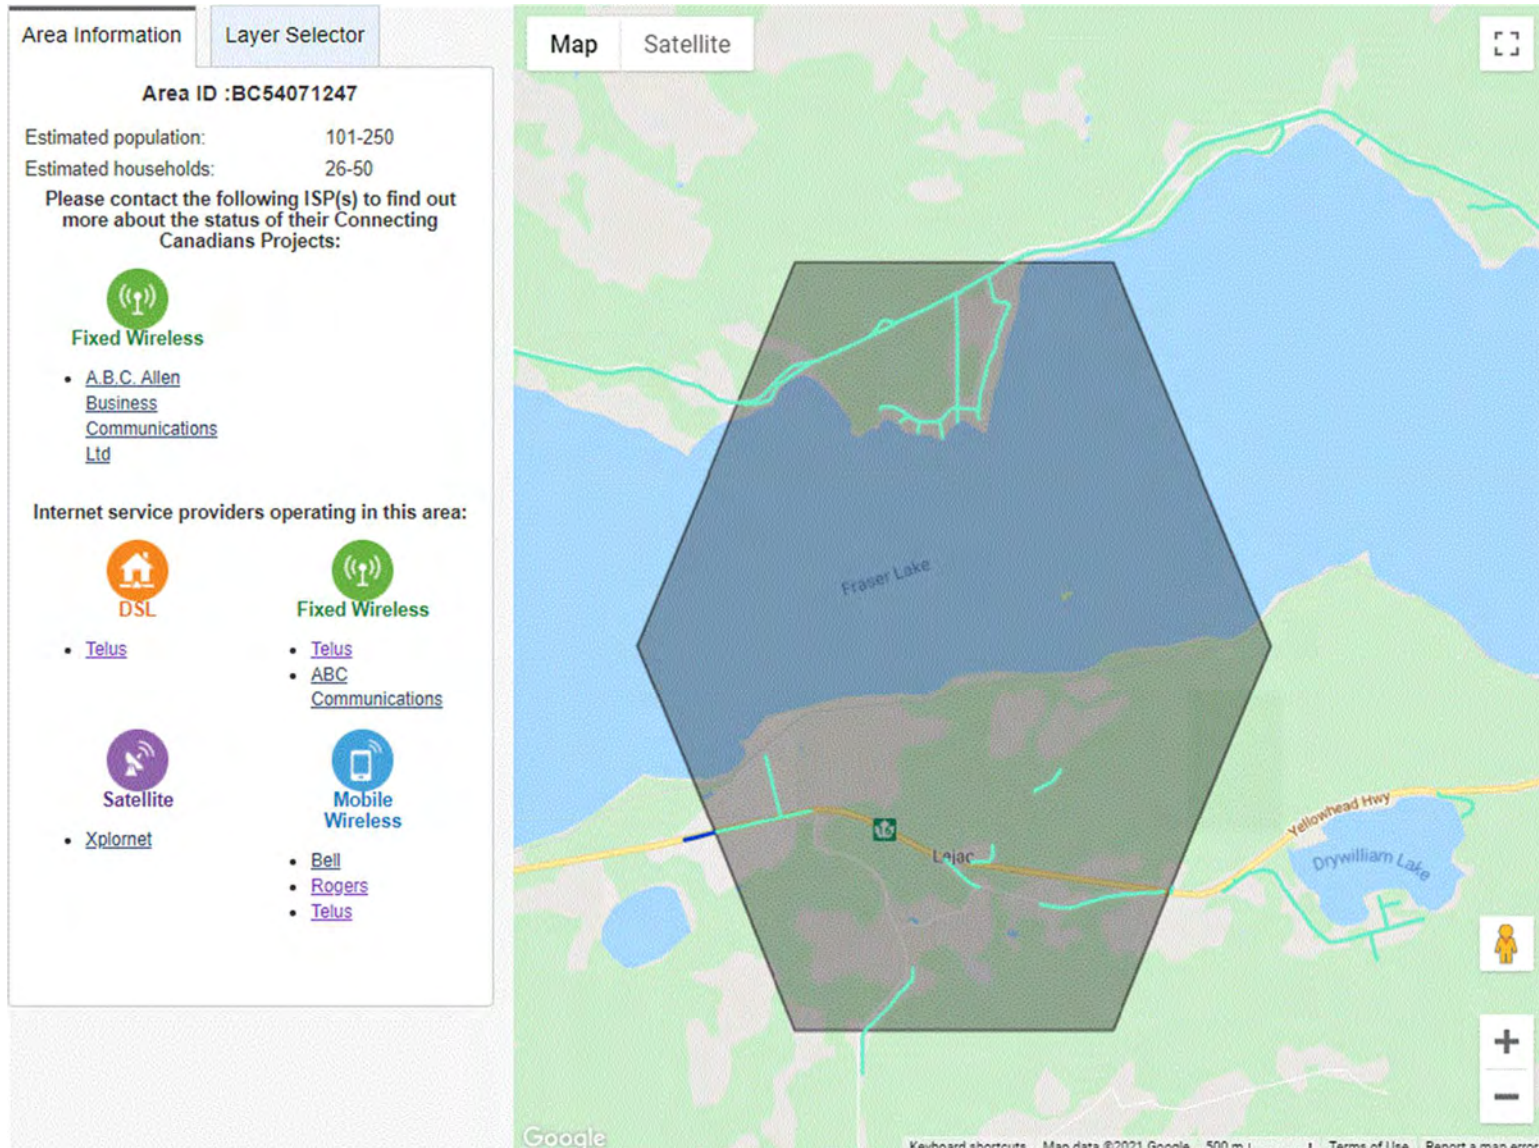 Area Information
Layer Selector
Area ID :BC54071247
Estimated population: 101-250
Estimated households: 26-50
Please contact the following ISP(s) to find out
more about the status of their Connecting
Canadians Projects:
Fixed Wireless
A.B.C. Allen
Business
Communications
Ltd
Internet service providers operating in this area:
DSL
Telus
Fixed Wireless
Telus
ABC
Communications
Satellite
Xplornet
Mobile
Wireless
Bell
Rogers
Telus
Map
Satellite
Fraser Lake
16
Lejac
Yellowhead Hwy
Drywilliam Lake
+
−
Google
Keyboard shortcuts
Map data ©2021 Google
500 m
Terms of Use
Report a map error